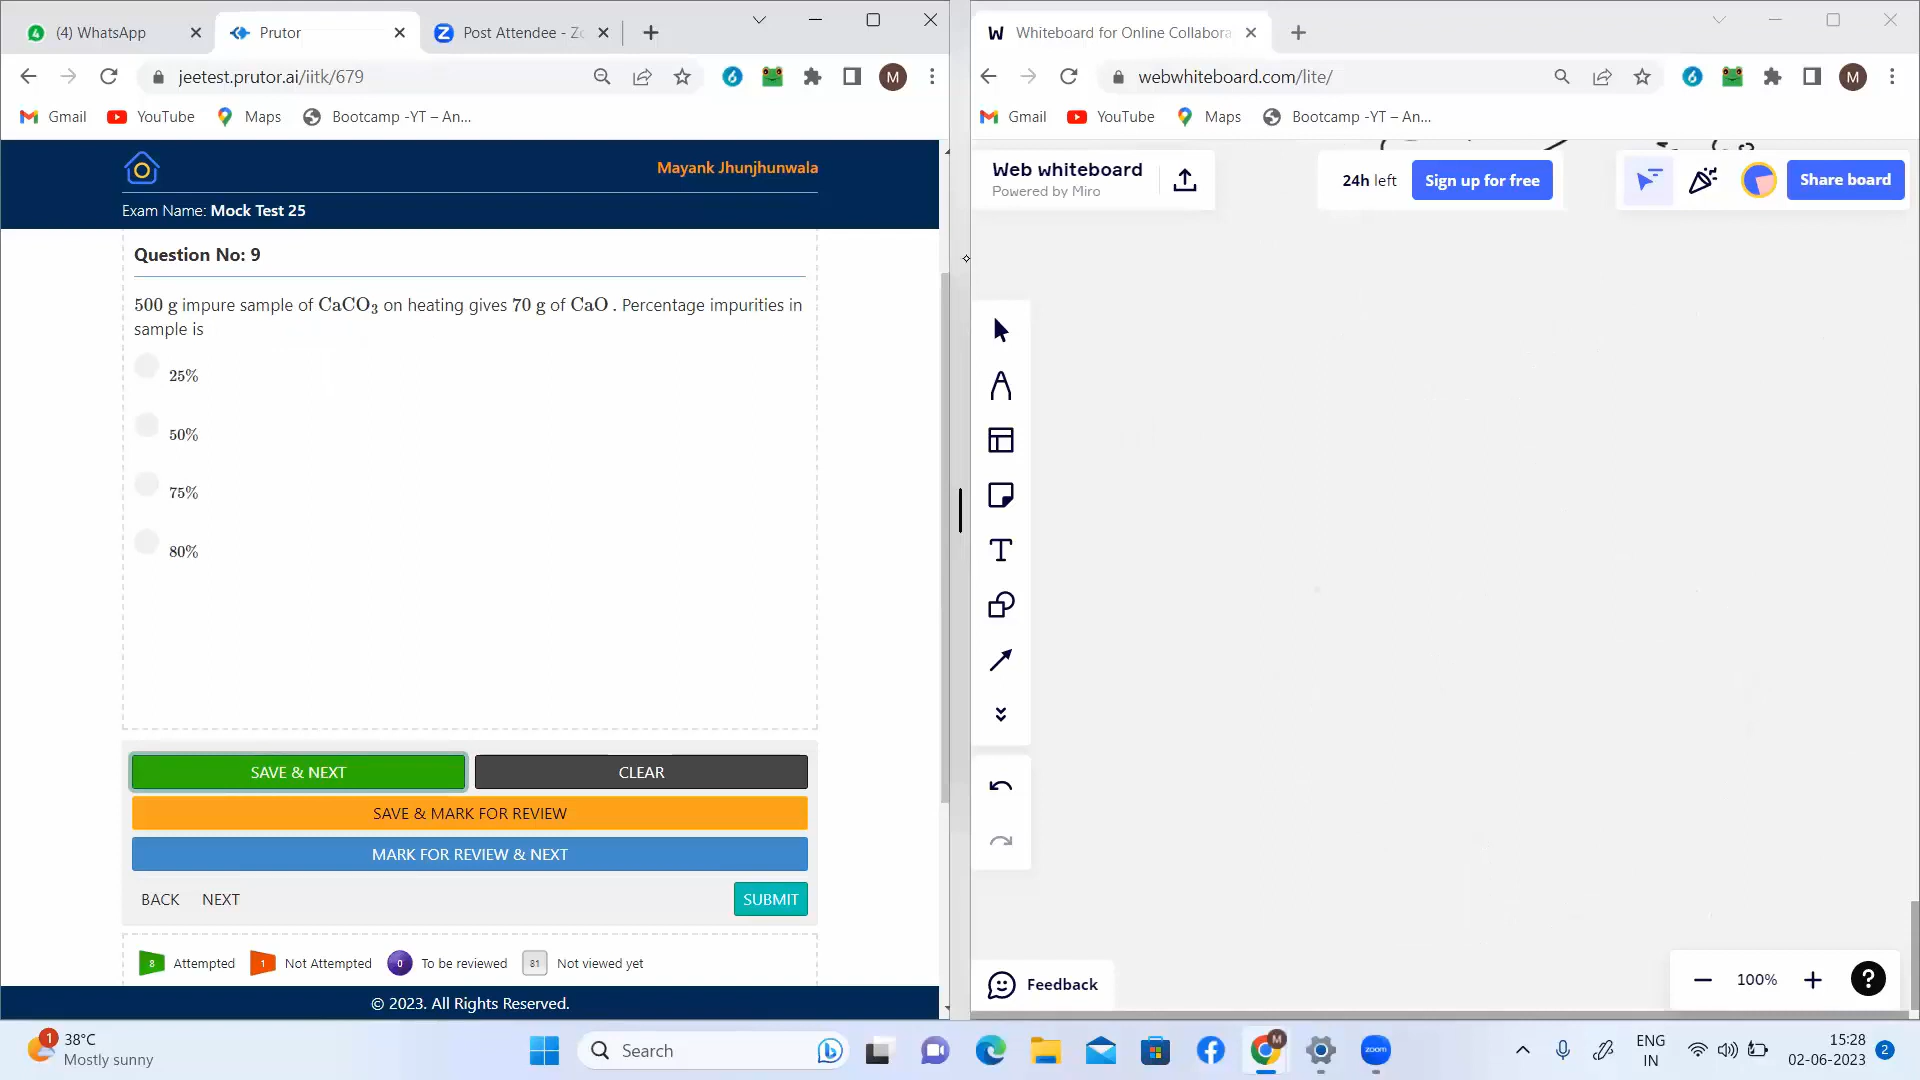 (4) WhatsApp
Prutor
Post Attendee - Zo
Whiteboard for Online Collabora
jeetest.prutor.ai/iitk/679
M
webwhiteboard.com/lite/
M
Gmail
YouTube
Maps
Bootcamp -YT – An...
Gmail
YouTube
Maps
Bootcamp -YT – An...
Mayank Jhunjhunwala
Exam Name: Mock Test 25
Web whiteboard
Powered by Miro
24h left
Sign up for free
Share board
Question No: 9
500 g impure sample of CaCO₃ on heating gives 70 g of CaO . Percentage impurities in
sample is
25%
50%
75%
80%
SAVE & NEXT
CLEAR
SAVE & MARK FOR REVIEW
MARK FOR REVIEW & NEXT
BACK
NEXT
SUBMIT
8 Attempted
1 Not Attempted
0 To be reviewed
81 Not viewed yet
© 2023. All Rights Reserved.
Feedback
100%
?
1
38°C
Mostly sunny
Search
M
zoom
ENG
IN
15:28
02-06-2023
2